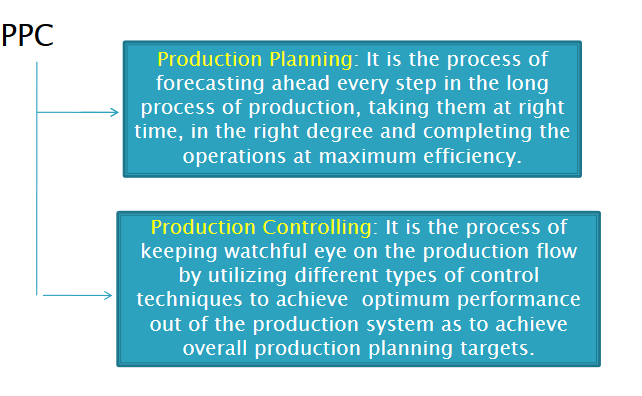 PPC
Production Planning: It is the process of
forecasting ahead every step in the long
process of production, taking them at right
time, in the right degree and completing the
operations at maximum efficiency.
Production Controlling: It is the process of
keeping watchful eye on the production flow
by utilizing different types of control
techniques to achieve  optimum performance
out of the production system as to achieve
overall production planning targets.